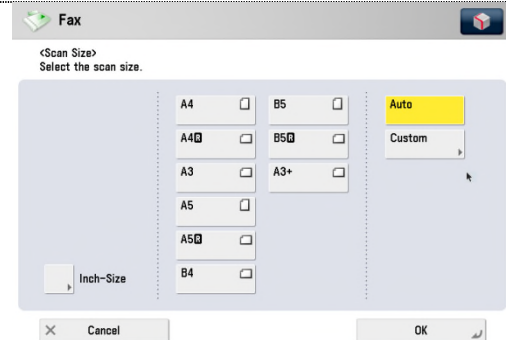 Fax
<Scan Size>
Select the scan size.
A4
B5
Auto
A4R
B5R
Custom
A3
A3+
A5
A5R
B4
Inch-Size
Cancel
OK